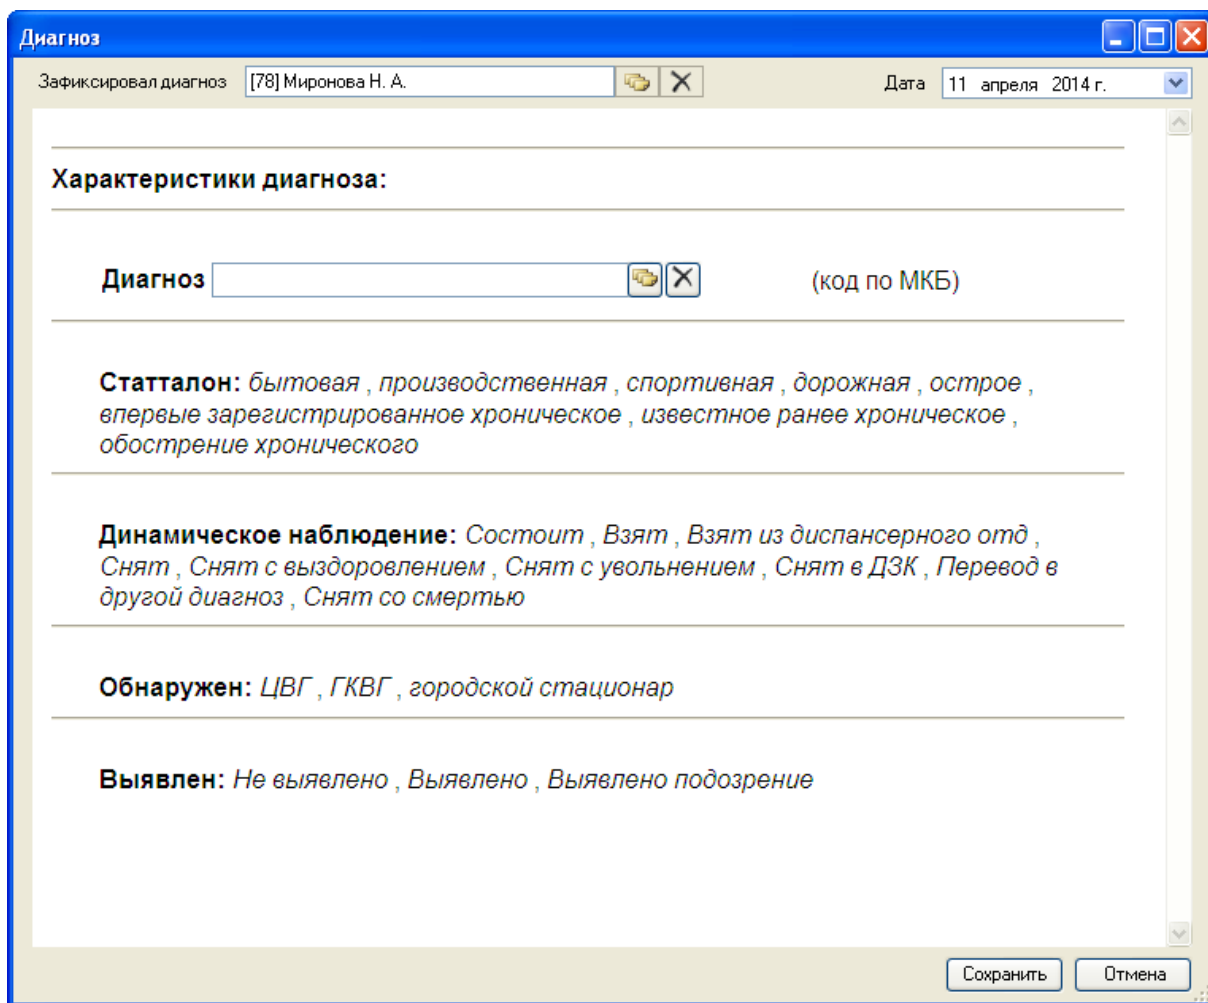 Диагноз
Зафиксировал диагноз [78] Миронова Н. А. Дата 11 апреля 2014 г.
Характеристики диагноза:
Диагноз (код по МКБ)
Статталон: бытовая , производственная , спортивная , дорожная , острое ,
впервые зарегистрированное хроническое , известное ранее хроническое ,
обострение хронического
Динамическое наблюдение: Состоит , Взят , Взят из диспансерного отд ,
Снят , Снят с выздоровлением , Снят с увольнением , Снят в ДЗК , Перевод в
другой диагноз , Снят со смертью
Обнаружен: ЦВГ , ГКВГ , городской стационар
Выявлен: Не выявлено , Выявлено , Выявлено подозрение
Сохранить Отмена